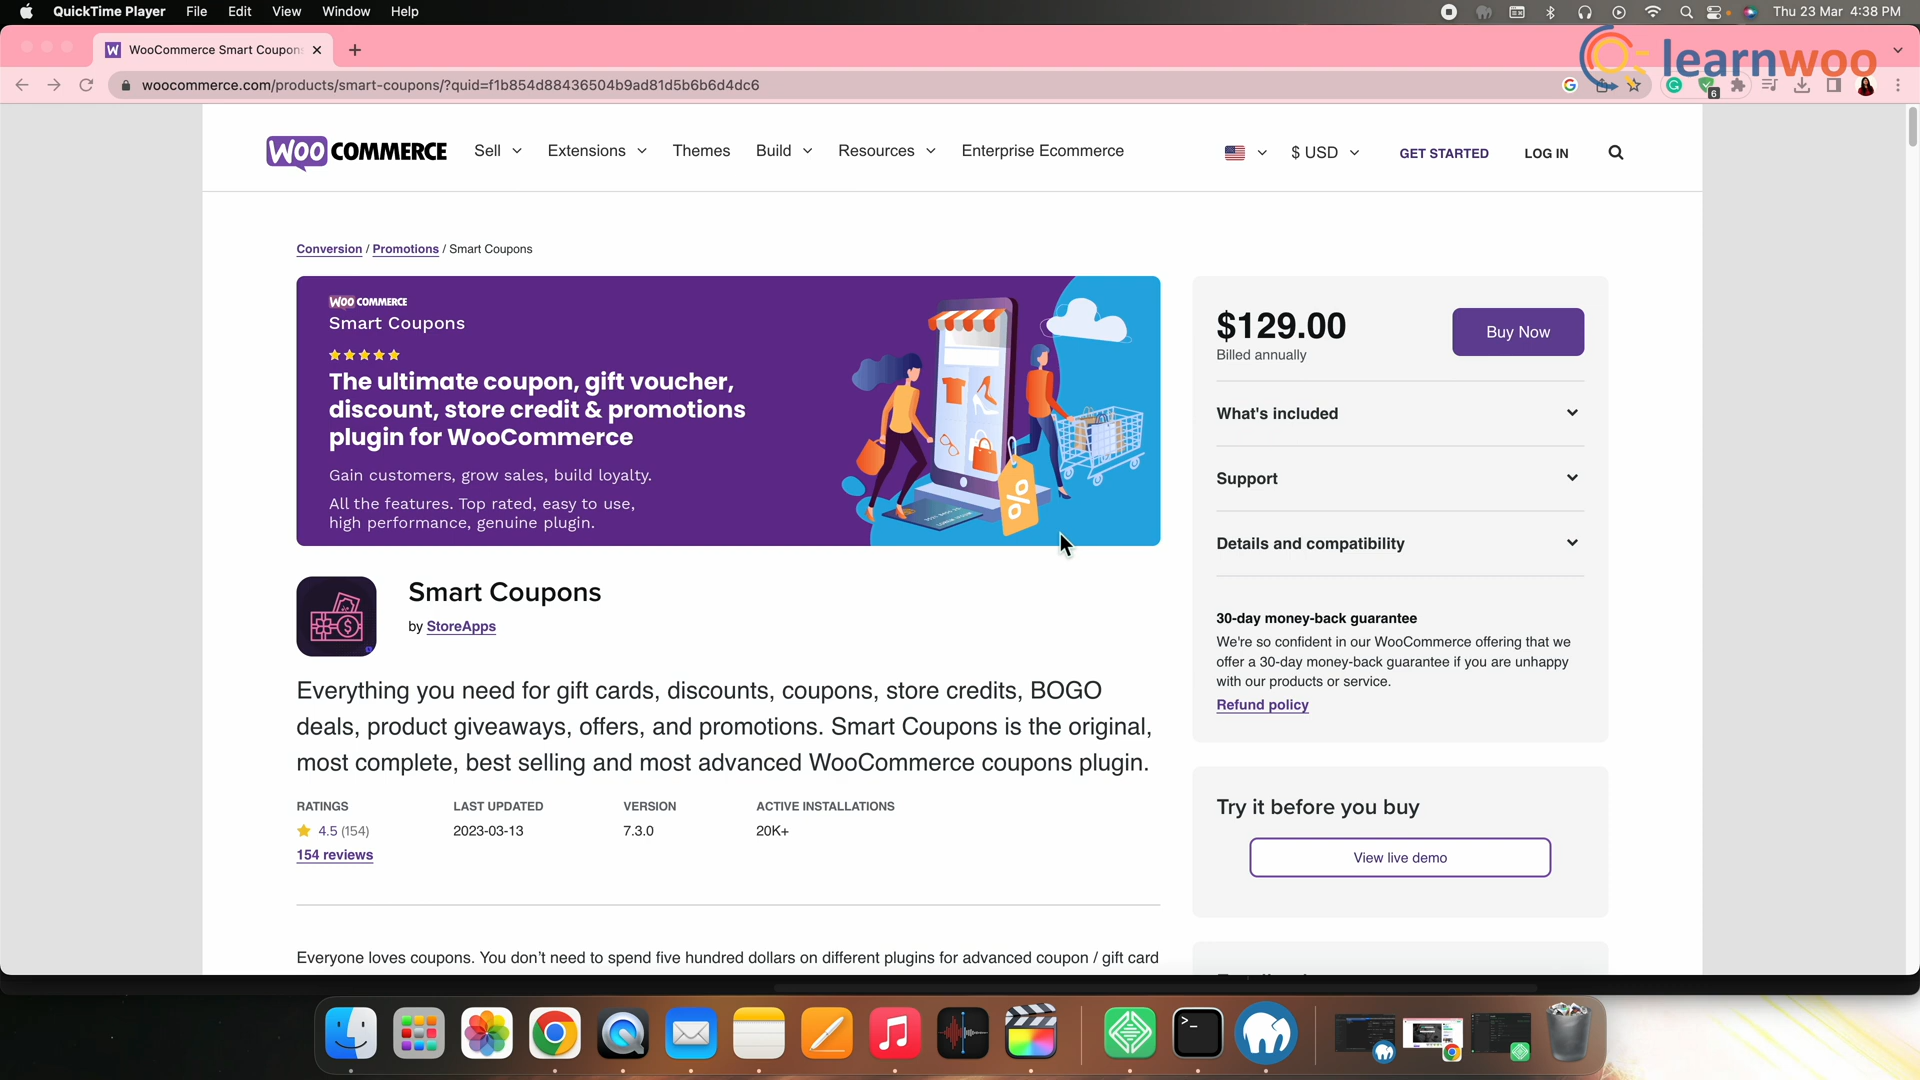 QuickTime Player File Edit View Window Help Thu 23 Mar 4:38 PM
WooCommerce Smart Coupon
learnwoo
woocommerce.com/products/smart-coupons/?quid=f1b854d88436504b9ad81d5b6b6d4dc6
6
WOO COMMERCE Sell Extensions Themes Build Resources Enterprise Ecommerce $ USD GET STARTED LOG IN
Conversion / Promotions / Smart Coupons
WOO COMMERCE
Smart Coupons
The ultimate coupon, gift voucher,
discount, store credit & promotions
plugin for WooCommerce
Gain customers, grow sales, build loyalty.
All the features. Top rated, easy to use,
high performance, genuine plugin.
%
$129.00
Billed annually
Buy Now
What's included
Support
Details and compatibility
30-day money-back guarantee
We're so confident in our WooCommerce offering that we
offer a 30-day money-back guarantee if you are unhappy
with our products or service.
Refund policy
Smart Coupons
by StoreApps
Everything you need for gift cards, discounts, coupons, store credits, BOGO
deals, product giveaways, offers, and promotions. Smart Coupons is the original,
most complete, best selling and most advanced WooCommerce coupons plugin.
RATINGS LAST UPDATED VERSION ACTIVE INSTALLATIONS
4.5 (154) 2023-03-13 7.3.0 20K+
154 reviews
Try it before you buy
View live demo
Everyone loves coupons. You don't need to spend five hundred dollars on different plugins for advanced coupon / gift card